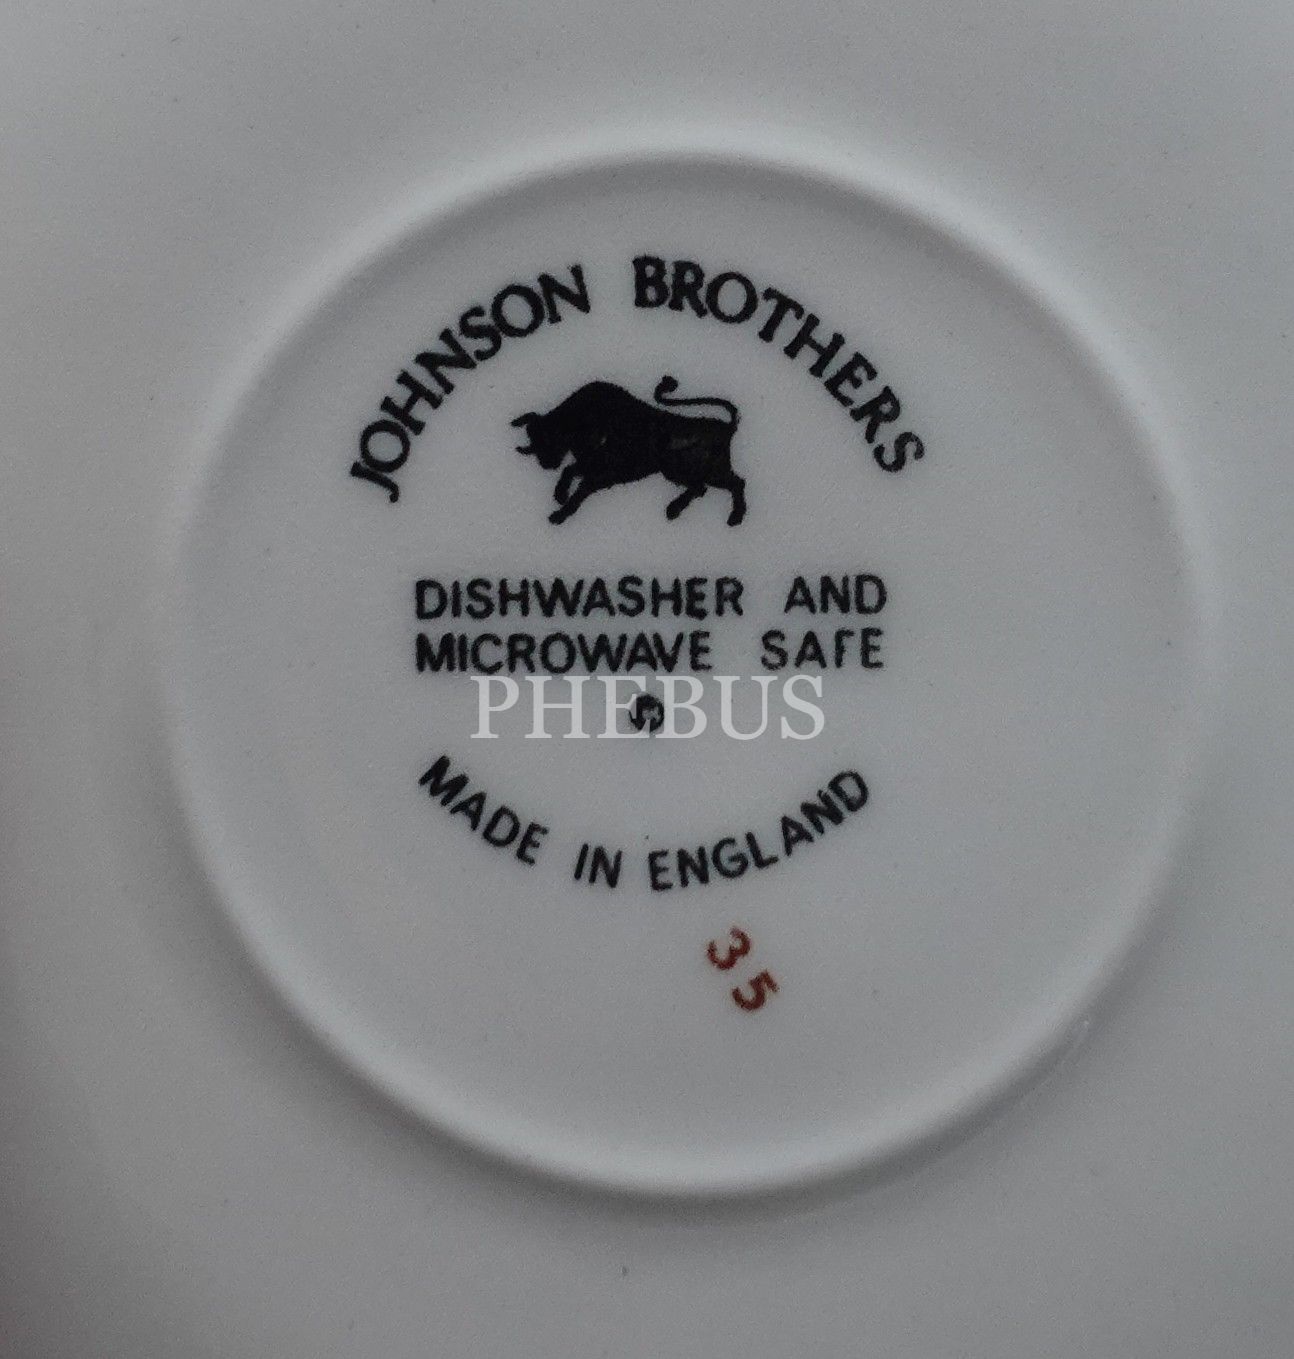 JOHNSON BROTHERS
DISHWASHER AND
MICROWAVE SAFE
PHEBUS
MADE IN ENGLAND
35